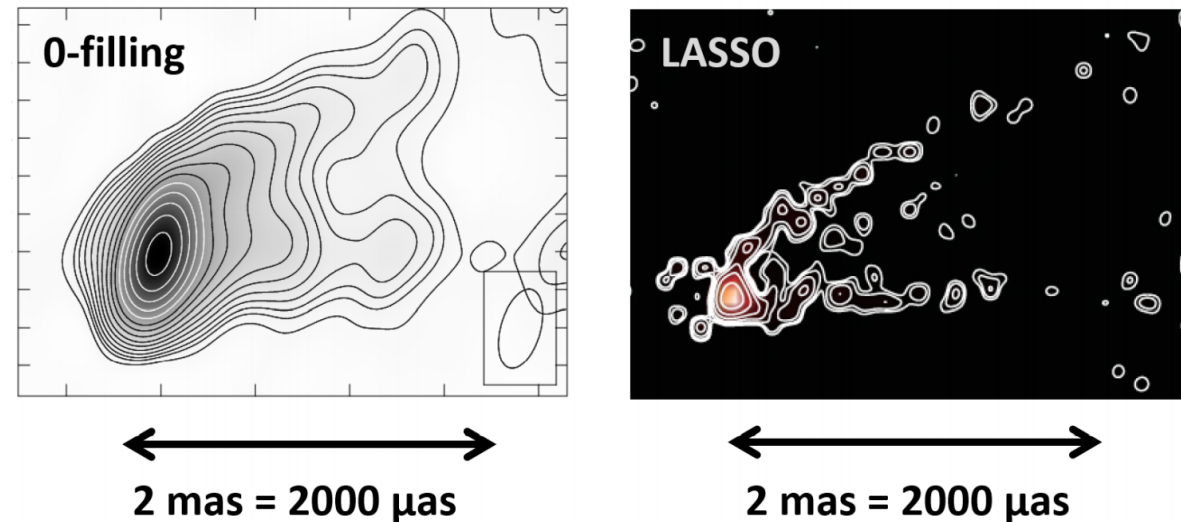 0-filling
LASSO
2 mas = 2000 μas
2 mas = 2000 μas